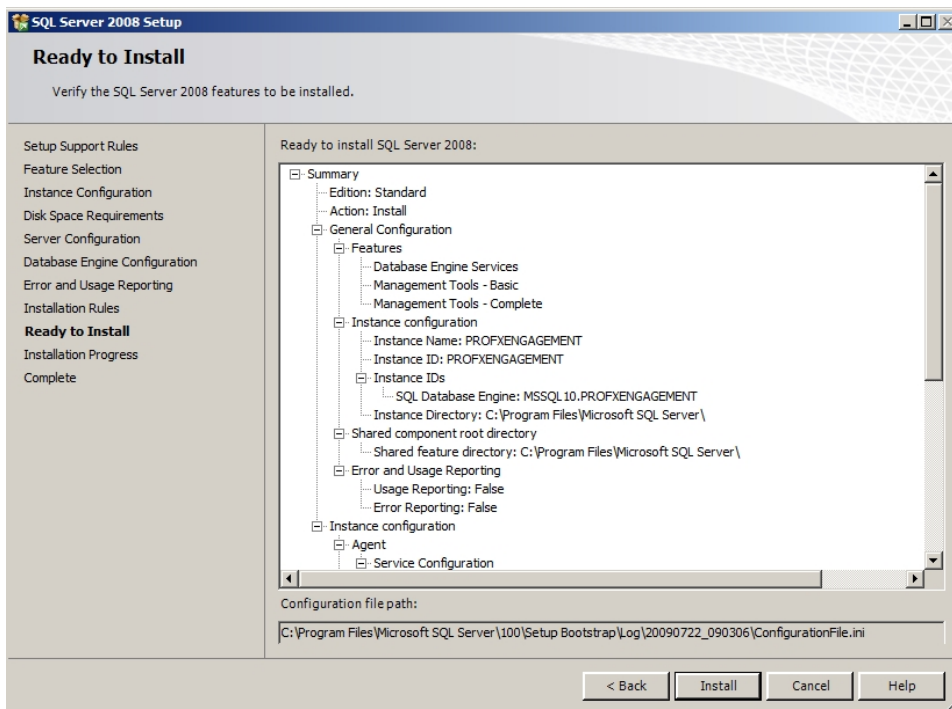 SQL Server 2008 Setup
Ready to Install
Verify the SQL Server 2008 features to be installed.
Setup Support Rules
Feature Selection
Instance Configuration
Disk Space Requirements
Server Configuration
Database Engine Configuration
Error and Usage Reporting
Installation Rules
Ready to Install
Installation Progress
Complete
Ready to install SQL Server 2008:
Summary
Edition: Standard
Action: Install
General Configuration
Features
Database Engine Services
Management Tools - Basic
Management Tools - Complete
Instance configuration
Instance Name: PROFXENGAGEMENT
Instance ID: PROFXENGAGEMENT
Instance IDs
SQL Database Engine: MSSQL10.PROFXENGAGEMENT
Instance Directory: C:\Program Files\Microsoft SQL Server\
Shared component root directory
Shared feature directory: C:\Program Files\Microsoft SQL Server\
Error and Usage Reporting
Usage Reporting: False
Error Reporting: False
Instance configuration
Agent
Service Configuration
Configuration file path:
C:\Program Files\Microsoft SQL Server\100\Setup Bootstrap\Log\20090722_090306\ConfigurationFile.ini
< Back
Install
Cancel
Help